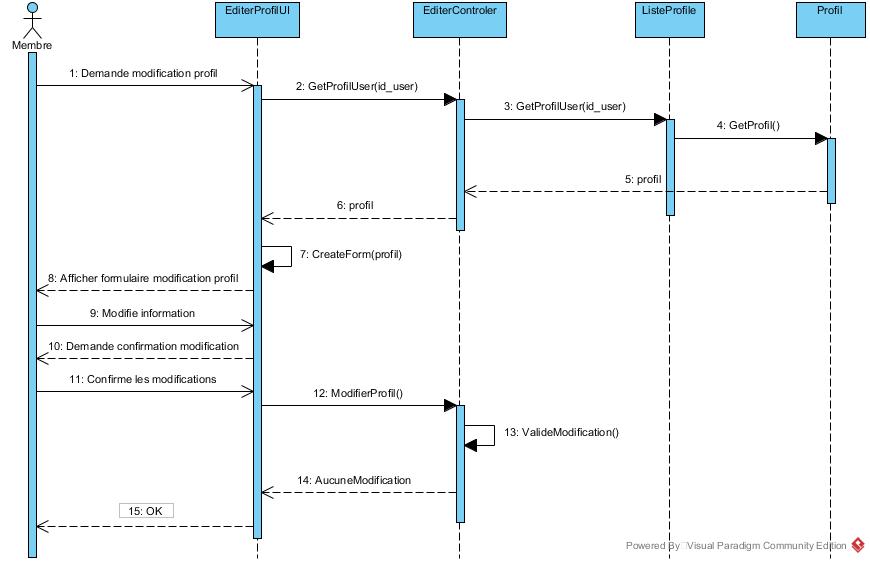 EditerProfilUI
EditerControler
ListeProfile
Profil
Membre
1: Demande modification profil
2: GetProfilUser(id_user)
3: GetProfilUser(id_user)
4: GetProfil()
5: profil
6: profil
7: CreateForm(profil)
8: Afficher formulaire modification profil
9: Modifie information
10: Demande confirmation modification
11: Confirme les modifications
12: ModifierProfil()
13: ValideModification()
14: AucuneModification
15: OK
Powered By Visual Paradigm Community Edition